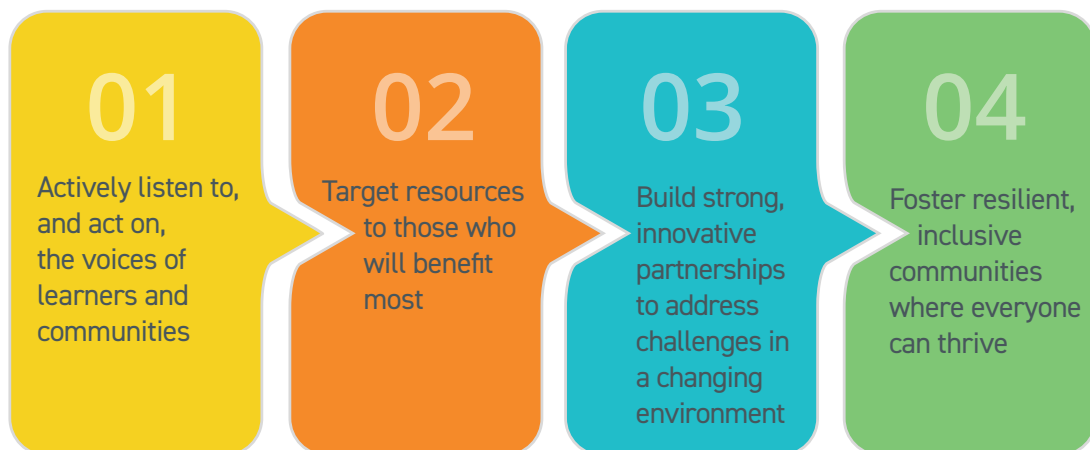 01
Actively listen to,
and act on,
the voices of
learners and
communities
02
Target resources
to those who
will benefit
most
03
Build strong,
innovative
partnerships
to address
challenges in
a changing
environment
04
Foster resilient,
inclusive
communities
where everyone
can thrive